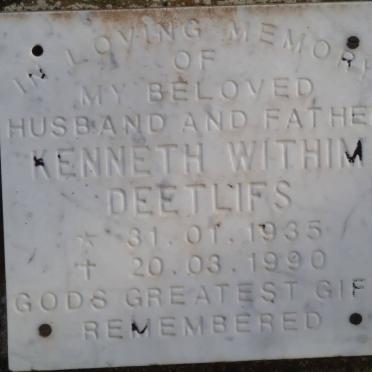 IN LOVING MEMORY
OF
MY BELOVED
HUSBAND AND FATHE
KENNETH WITHIM
DEETLIFS
☆ 31.01.1935
† 20.03.1990
GODS GREATEST GIF
REMEMBERED